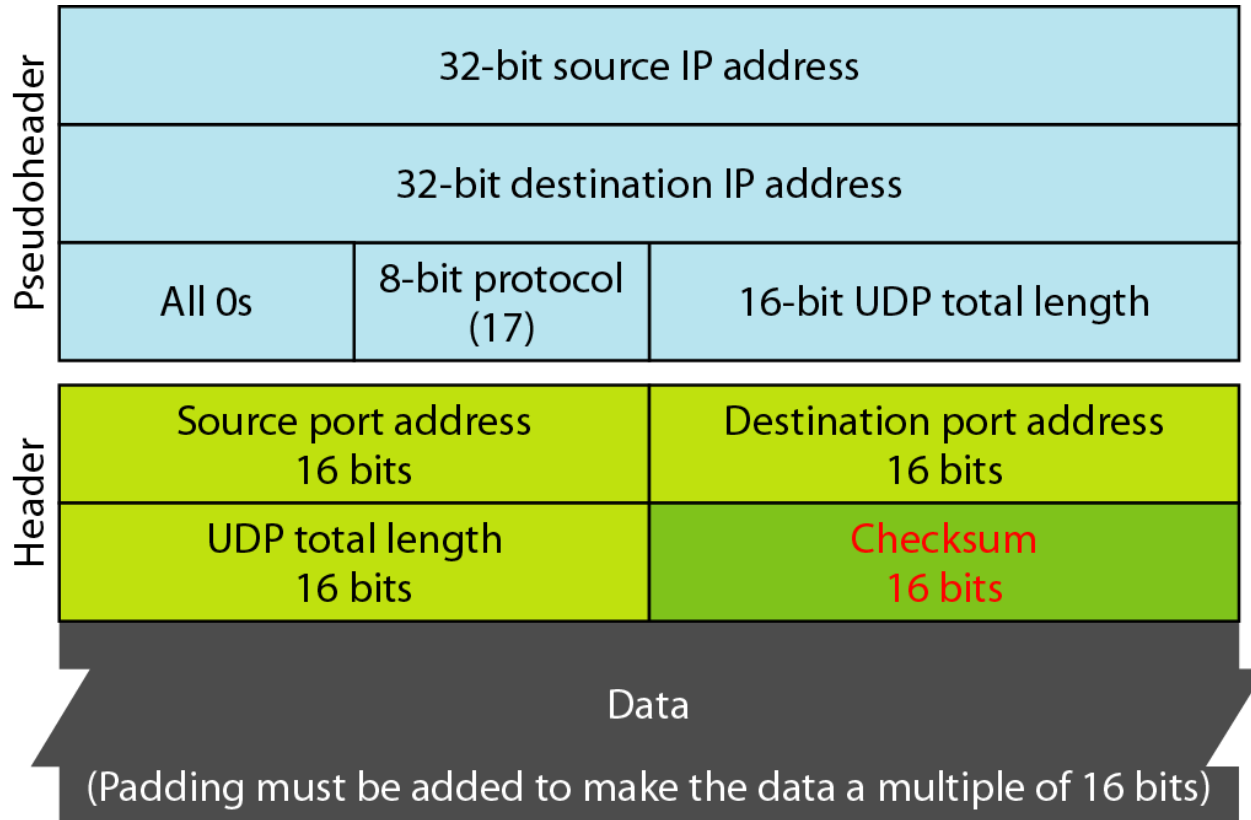 Pseudoheader
32-bit source IP address
32-bit destination IP address
All 0s
8-bit protocol
(17)
16-bit UDP total length
Header
Source port address
16 bits
Destination port address
16 bits
UDP total length
16 bits
Checksum
16 bits
Data
(Padding must be added to make the data a multiple of 16 bits)